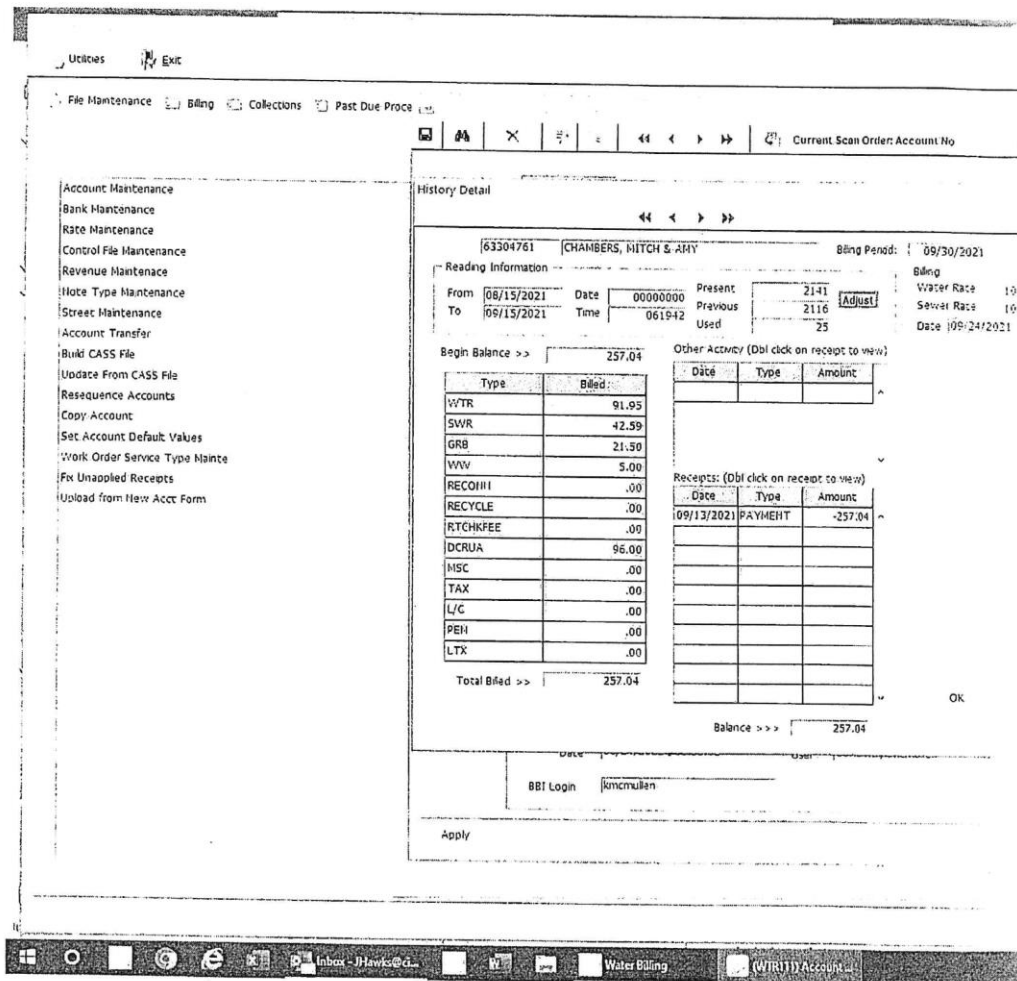 Utilities Exit
File Maintenance Billing Collections Past Due Proce
Current Scan Order: Account No
Account Maintenance
Bank Maintenance
Rate Maintenance
Control File Maintenance
Revenue Maintenace
Note Type Maintenance
Street Maintenance
Account Transfer
Build CASS File
Update From CASS File
Resequence Accounts
Copy Account
Set Account Default Values
Work Order Service Type Mainte
Fix Unapplied Receipts
Upload from New Acct Form
History Detail
63304761 CHAMBERS, MITCH & AMY Billing Period: 09/30/2021
Reading Information Billing
From 08/15/2021 Date 00000000 Present 2141 Adjust Water Rate 10
To 09/15/2021 Time 061942 Previous 2116 Sewer Rate 10
Used 25 Date 09/24/2021
Begin Balance >> 257.04 Other Activity (Dbl click on receipt to view)
Date Type Amount
Type Billed
WTR 91.95
SWR 42.59
GRB 21.50
WW 5.00
RECONN .00
RECYCLE .00
RTCHKFEE .00
DCRUA 96.00
MSC .00
TAX .00
L/C .00
PEN .00
LTX .00
Total Billed >> 257.04
Receipts: (Dbl click on receipt to view)
Date Type Amount
09/13/2021 PAYMENT -257.04
OK
Balance >>> 257.04
Date User
BBI Login kmcmullen
Apply
Inbox - JHawks@ci... Water Billing (WTR111) Account ...